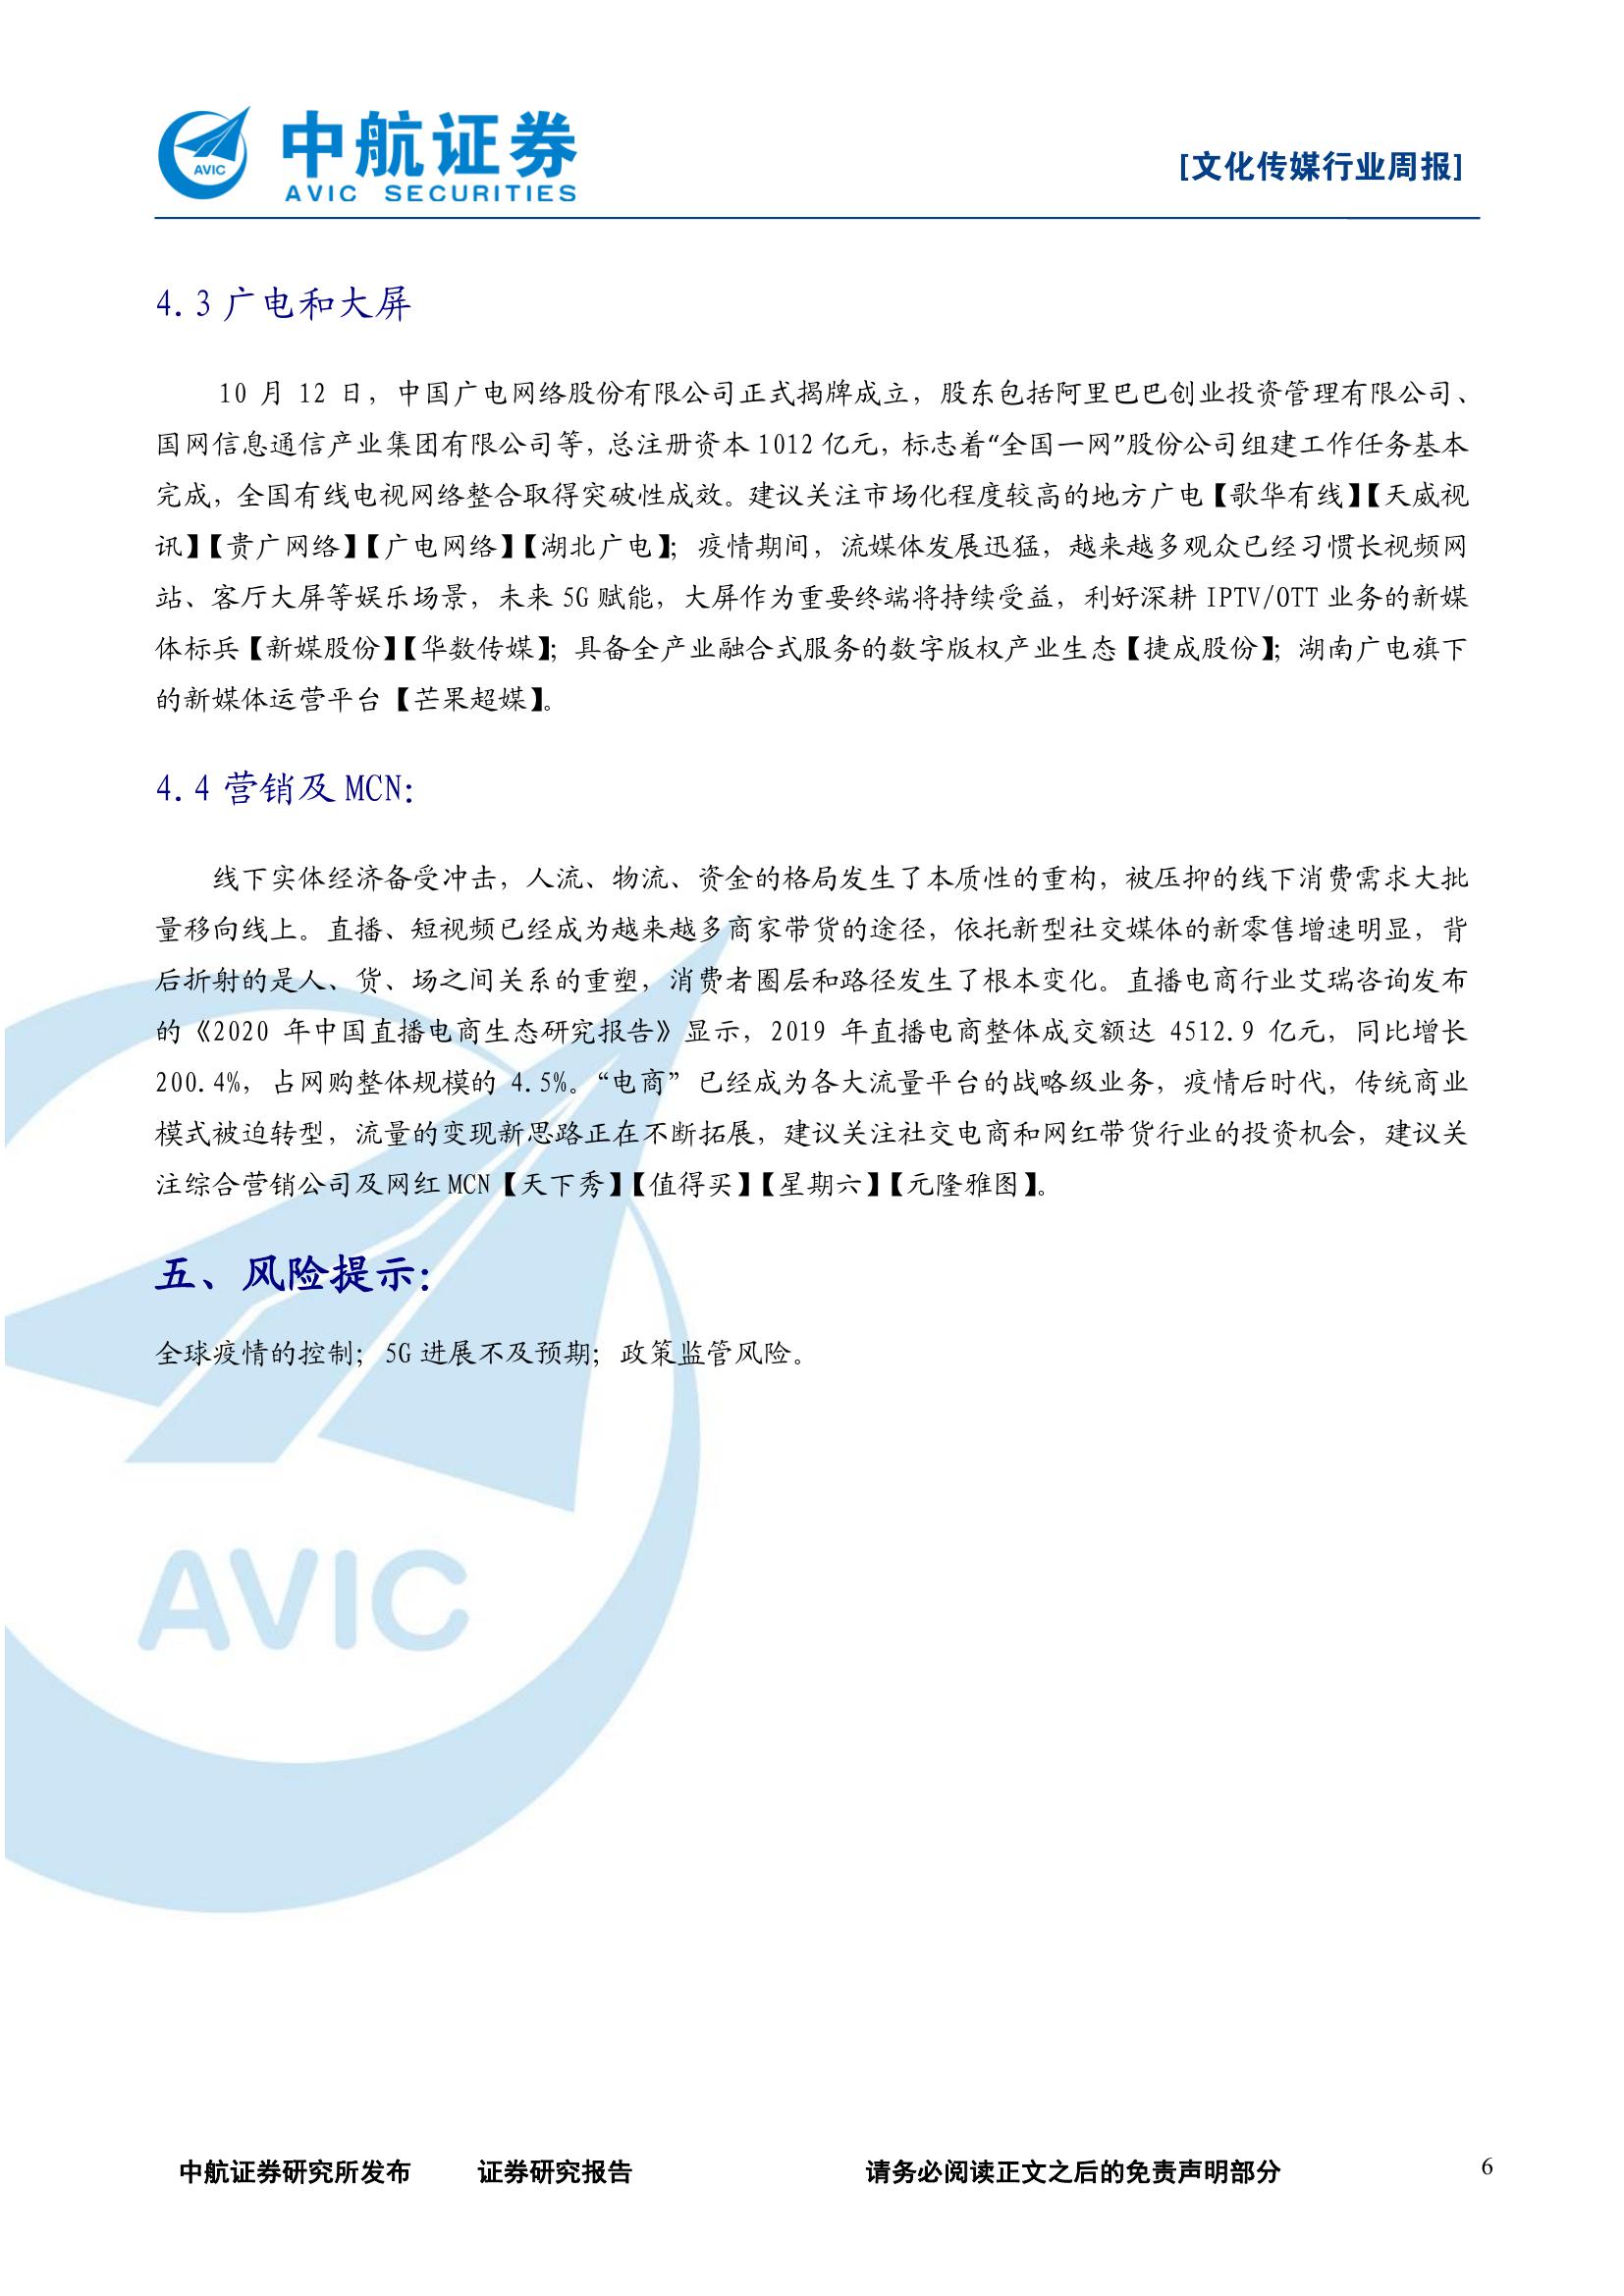 AVIC
中航证券
AVIC SECURITIES
[文化传媒行业周报]
4.3 广电和大屏
10 月 12 日，中国广电网络股份有限公司正式揭牌成立，股东包括阿里巴巴创业投资管理有限公司、
国网信息通信产业集团有限公司等，总注册资本 1012 亿元，标志着“全国一网”股份公司组建工作任务基本
完成，全国有线电视网络整合取得突破性成效。建议关注市场化程度较高的地方广电【歌华有线】【天威视
讯】【贵广网络】【广电网络】【湖北广电】；疫情期间，流媒体发展迅猛，越来越多观众已经习惯长视频网
站、客厅大屏等娱乐场景，未来 5G 赋能，大屏作为重要终端将持续受益，利好深耕 IPTV/OTT 业务的新媒
体标兵【新媒股份】【华数传媒】；具备全产业融合式服务的数字版权产业生态【捷成股份】；湖南广电旗下
的新媒体运营平台【芒果超媒】。
4.4 营销及 MCN：
线下实体经济备受冲击，人流、物流、资金的格局发生了本质性的重构，被压抑的线下消费需求大批
量移向线上。直播、短视频已经成为越来越多商家带货的途径，依托新型社交媒体的新零售增速明显，背
后折射的是人、货、场之间关系的重塑，消费者圈层和路径发生了根本变化。直播电商行业艾瑞咨询发布
的《2020 年中国直播电商生态研究报告》显示，2019 年直播电商整体成交额达 4512.9 亿元，同比增长
200.4%，占网购整体规模的 4.5%。“电商”已经成为各大流量平台的战略级业务，疫情后时代，传统商业
模式被迫转型，流量的变现新思路正在不断拓展，建议关注社交电商和网红带货行业的投资机会，建议关
注综合营销公司及网红 MCN【天下秀】【值得买】【星期六】【元隆雅图】。
五、风险提示：
全球疫情的控制；5G 进展不及预期；政策监管风险。
AVIC
中航证券研究所发布 证券研究报告 请务必阅读正文之后的免责声明部分 6